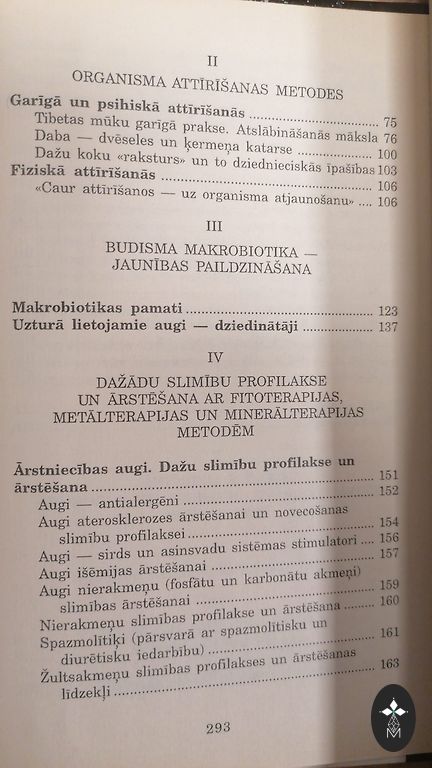 II
ORGANISMA ATTĪRĪŠANAS METODES
Garīgā un psihiskā attīrīšanās ........ 75
Tibetas mūku garīgā prakse. Atslābināšanās māksla 76
Daba — dvēseles un ķermeņa katarse ........ 100
Dažu koku «raksturs» un to dziednieciskās īpašības 103
Fiziskā attīrīšanās ........ 106
«Caur attīrīšanos — uz organisma atjaunošanu» .... 106
III
BUDISMA MAKROBIOTIKA —
JAUNĪBAS PAILDZINĀŠANA
Makrobiotikas pamati ........ 123
Uzturā lietojamie augi — dziedinātāji ........ 137
IV
DAŽĀDU SLIMĪBU PROFILAKSE
UN ĀRSTĒŠANA AR FITOTERAPIJAS,
METĀLTERAPIJAS UN MINERĀLTERAPIJAS
METODĒM
Ārstniecības augi. Dažu slimību profilakse un
ārstēšana ........ 151
Augi — antialergēni ........ 152
Augi aterosklerozes ārstēšanai un novecošanas
slimību profilaksei ........ 154
Augi — sirds un asinsvadu sistēmas stimulatori .... 156
Augi išēmijas ārstēšanai ........ 157
Augi nierakmeņu (fosfātu un karbonātu akmeņi)
slimības ārstēšanai ........ 159
Nierakmeņu slimības profilakse un ārstēšana ........ 160
Spazmolītiķi (pārsvarā ar spazmolītisku un
diurētisku iedarbību) ........ 161
Žultsakmeņu slimības profilakses un ārstēšanas
līdzekļi ........ 163
293
M